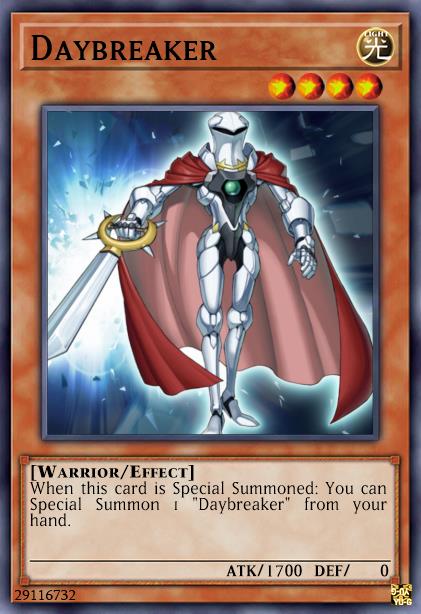 DAYBREAKER
LIGHT
光
[WARRIOR/EFFECT]
When this card is Special Summoned: You can
Special Summon 1 "Daybreaker" from your
hand.
ATK/1700 DEF/ 0
29116732